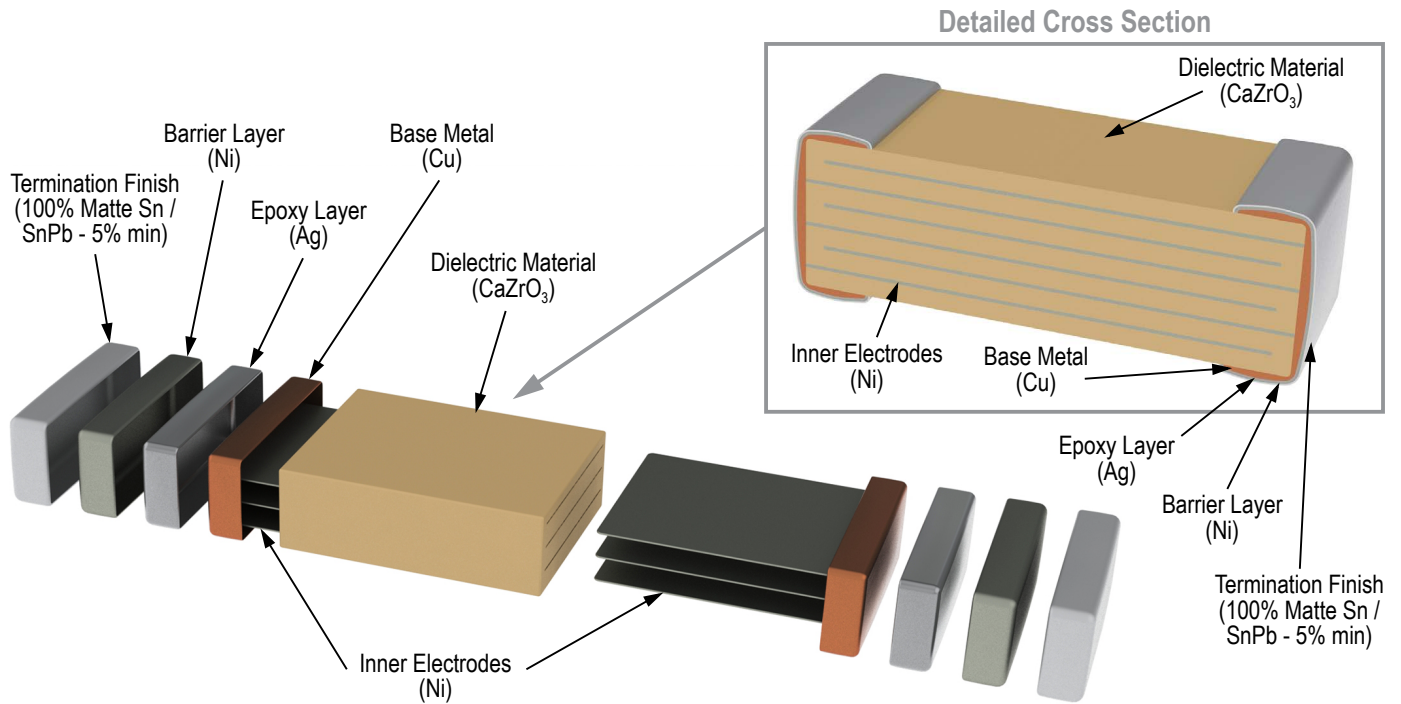 Detailed Cross Section
Dielectric Material
(CaZrO₃)
Barrier Layer
(Ni)
Base Metal
(Cu)
Termination Finish
(100% Matte Sn /
SnPb - 5% min)
Epoxy Layer
(Ag)
Dielectric Material
(CaZrO₃)
Inner Electrodes
(Ni)
Base Metal
(Cu)
Epoxy Layer
(Ag)
Barrier Layer
(Ni)
Termination Finish
(100% Matte Sn /
SnPb - 5% min)
Inner Electrodes
(Ni)